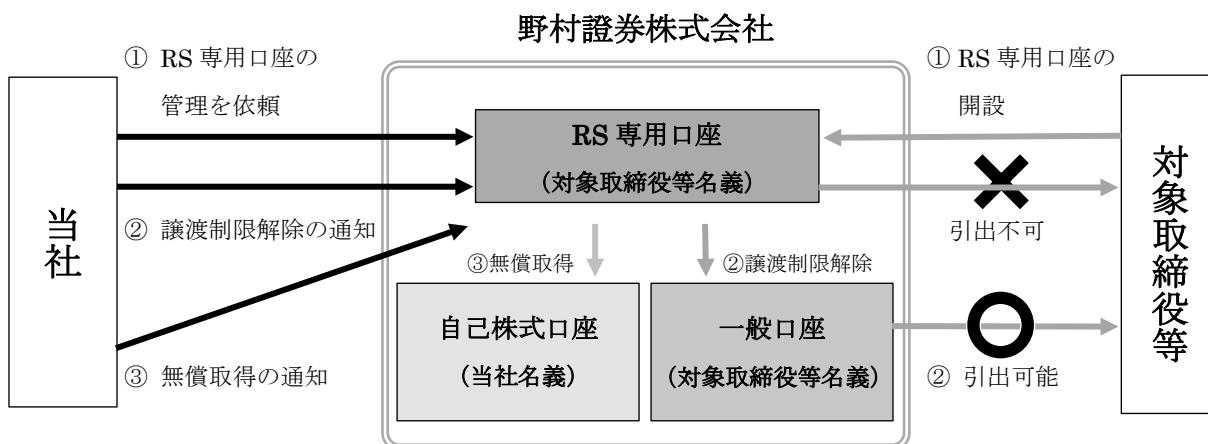 野村證券株式会社
① RS 専用口座の
管理を依頼
② 譲渡制限解除の通知
③ 無償取得の通知
当社
RS 専用口座
(対象取締役等名義)
③無償取得
②譲渡制限解除
自己株式口座
(当社名義)
一般口座
(対象取締役等名義)
① RS 専用口座の
開設
引出不可
② 引出可能
対象取締役等